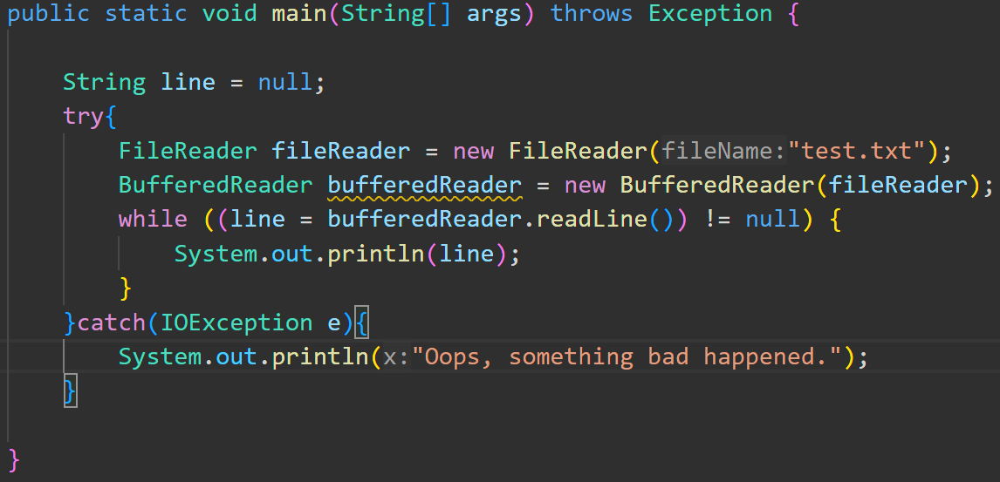 public static void main(String[] args) throws Exception {
String line = null;
try{
FileReader fileReader = new FileReader(fileName:"test.txt");
BufferedReader bufferedReader = new BufferedReader(fileReader);
while ((line = bufferedReader.readLine()) != null) {
System.out.println(line);
}
}catch(IOException e){
System.out.println(x:"Oops, something bad happened.");
}
}